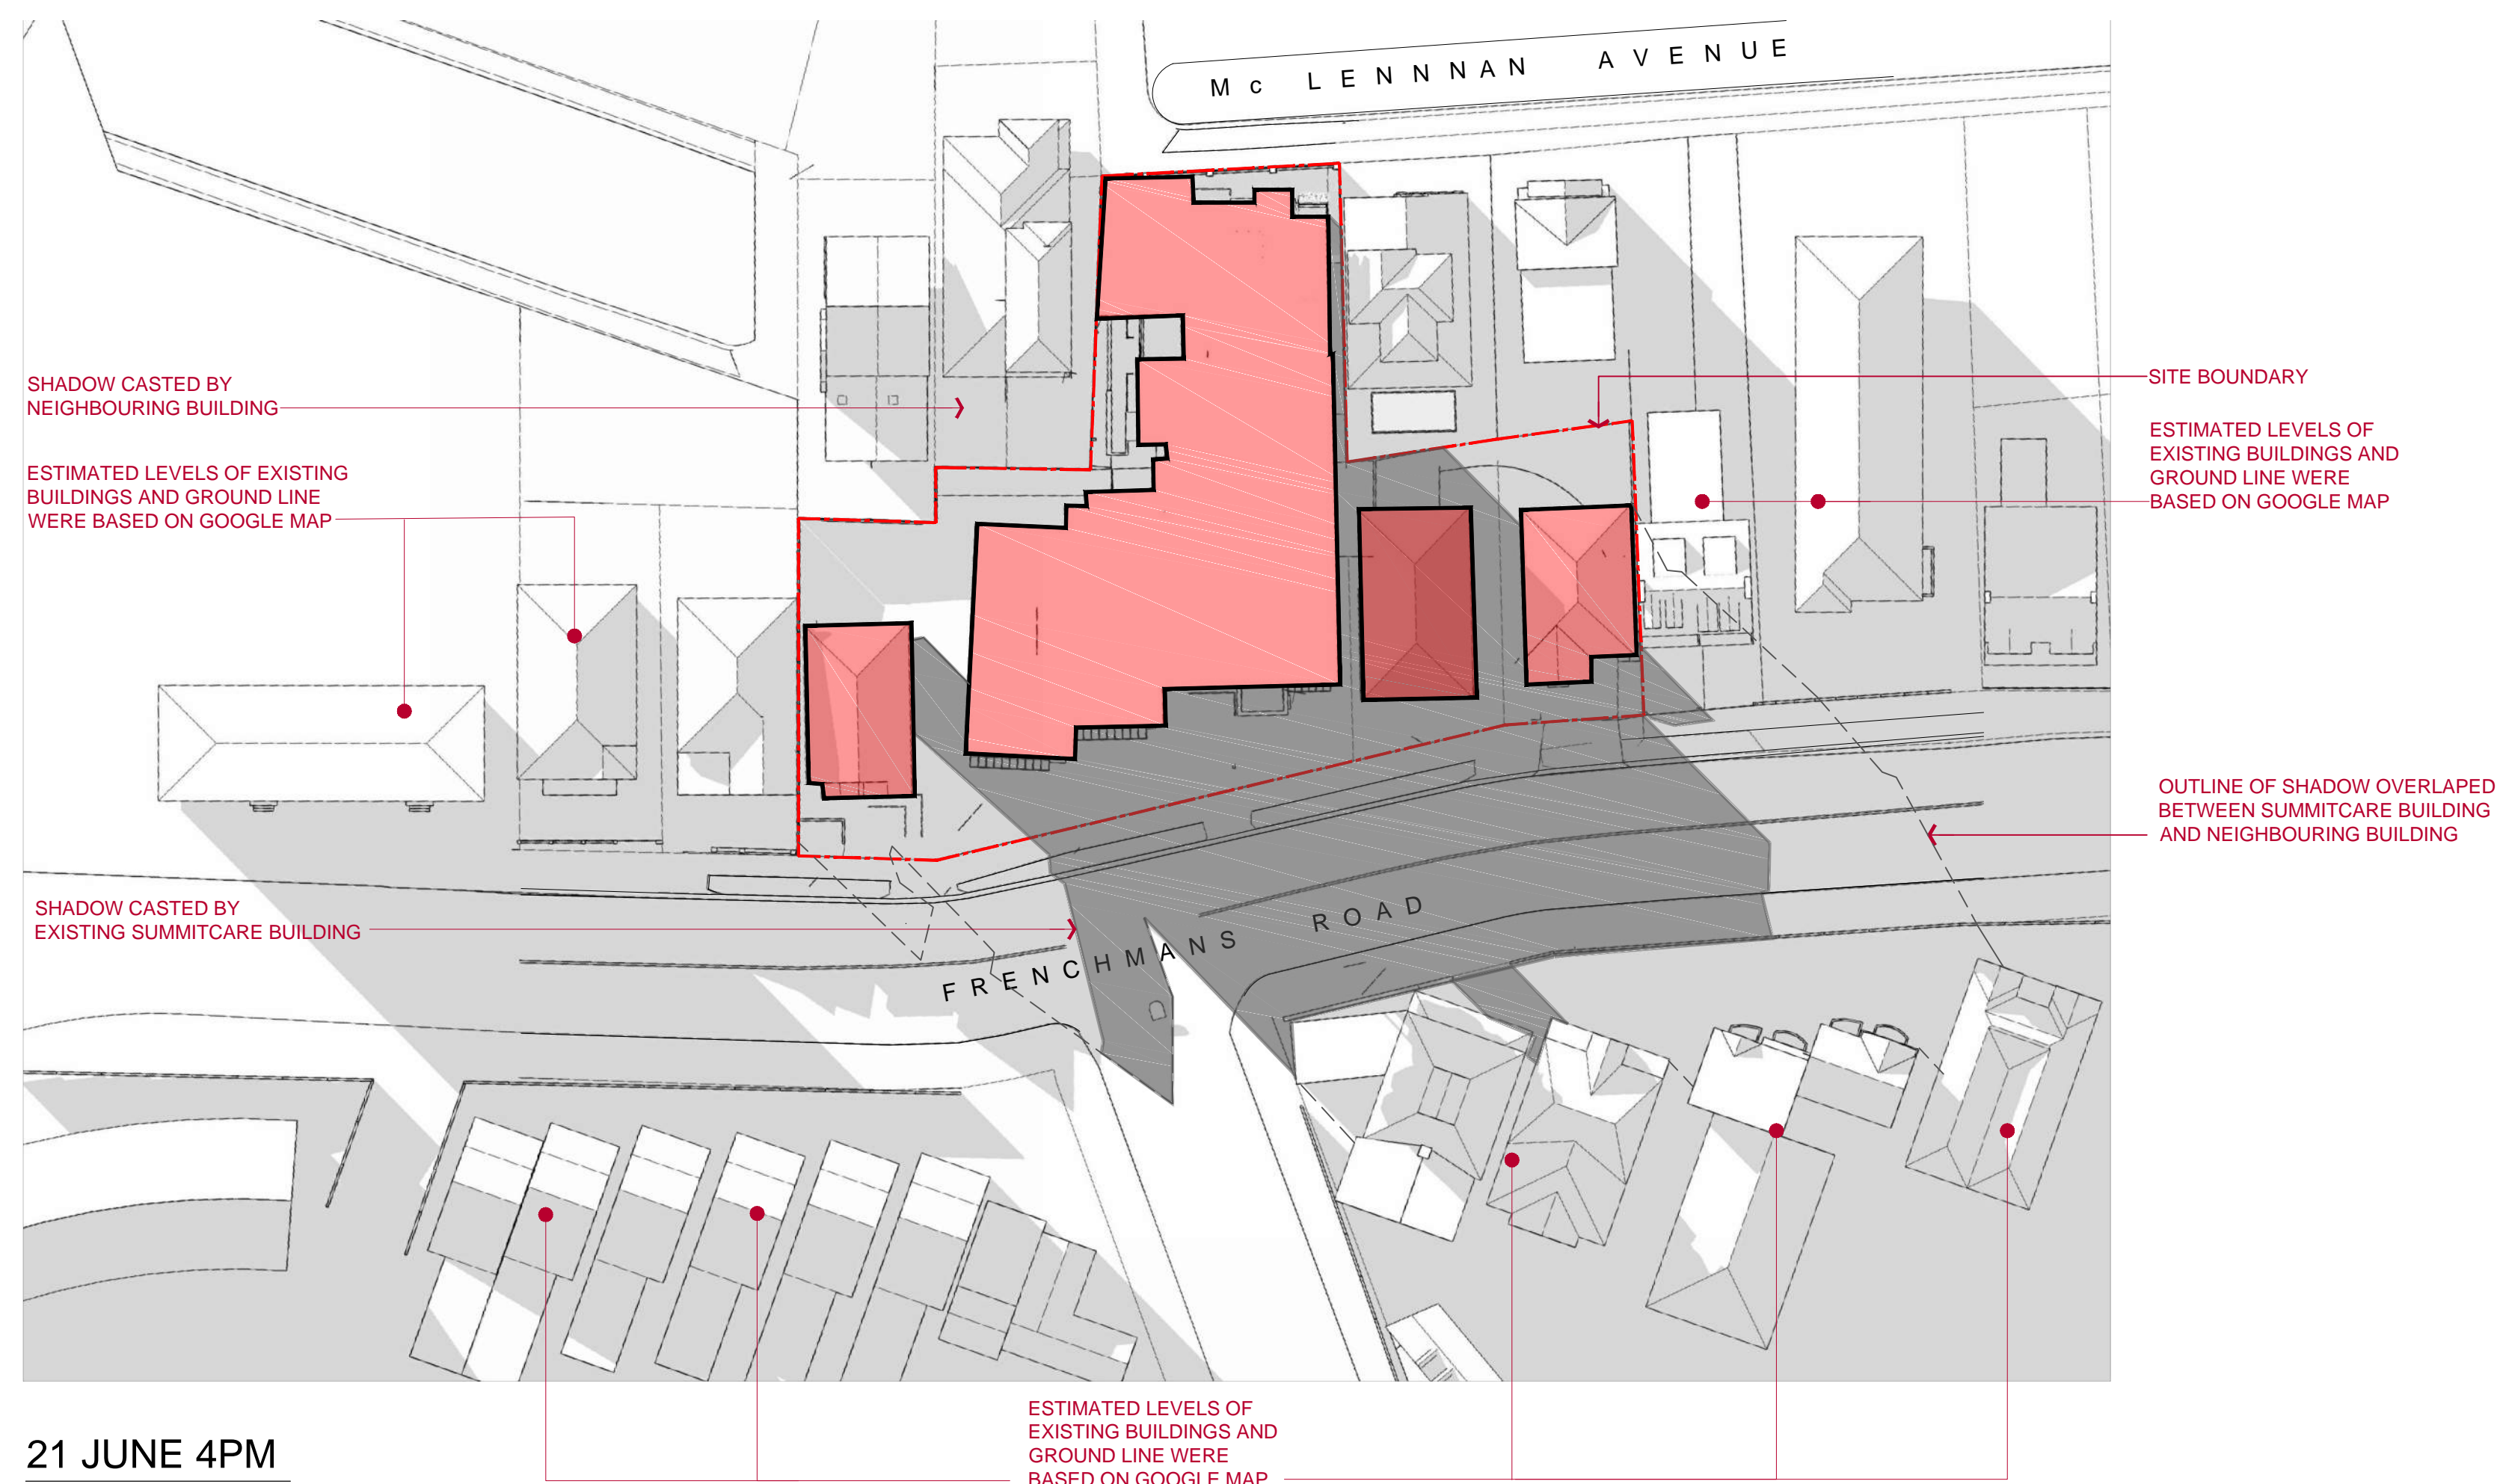 Mc LENNNAN AVENUE
SHADOW CASTED BY
NEIGHBOURING BUILDING
SITE BOUNDARY
ESTIMATED LEVELS OF
EXISTING BUILDINGS AND
GROUND LINE WERE
BASED ON GOOGLE MAP
ESTIMATED LEVELS OF EXISTING
BUILDINGS AND GROUND LINE
WERE BASED ON GOOGLE MAP
OUTLINE OF SHADOW OVERLAPED
BETWEEN SUMMITCARE BUILDING
AND NEIGHBOURING BUILDING
SHADOW CASTED BY
EXISTING SUMMITCARE BUILDING
FRENCHMANS ROAD
ESTIMATED LEVELS OF
EXISTING BUILDINGS AND
GROUND LINE WERE
BASED ON GOOGLE MAP
21 JUNE 4PM